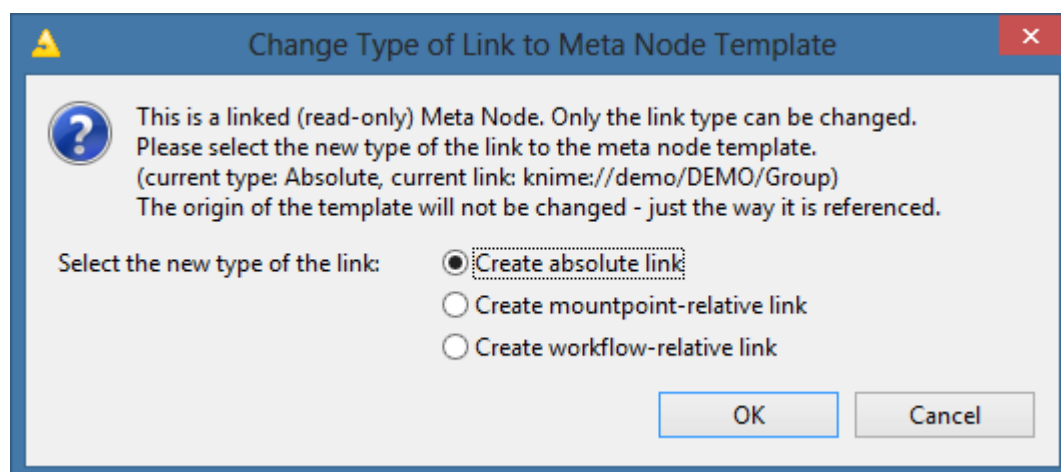 Change Type of Link to Meta Node Template
This is a linked (read-only) Meta Node. Only the link type can be changed.
Please select the new type of the link to the meta node template.
(current type: Absolute, current link: knime://demo/DEMO/Group)
The origin of the template will not be changed - just the way it is referenced.
Select the new type of the link: Create absolute link
Create mountpoint-relative link
Create workflow-relative link
OK Cancel